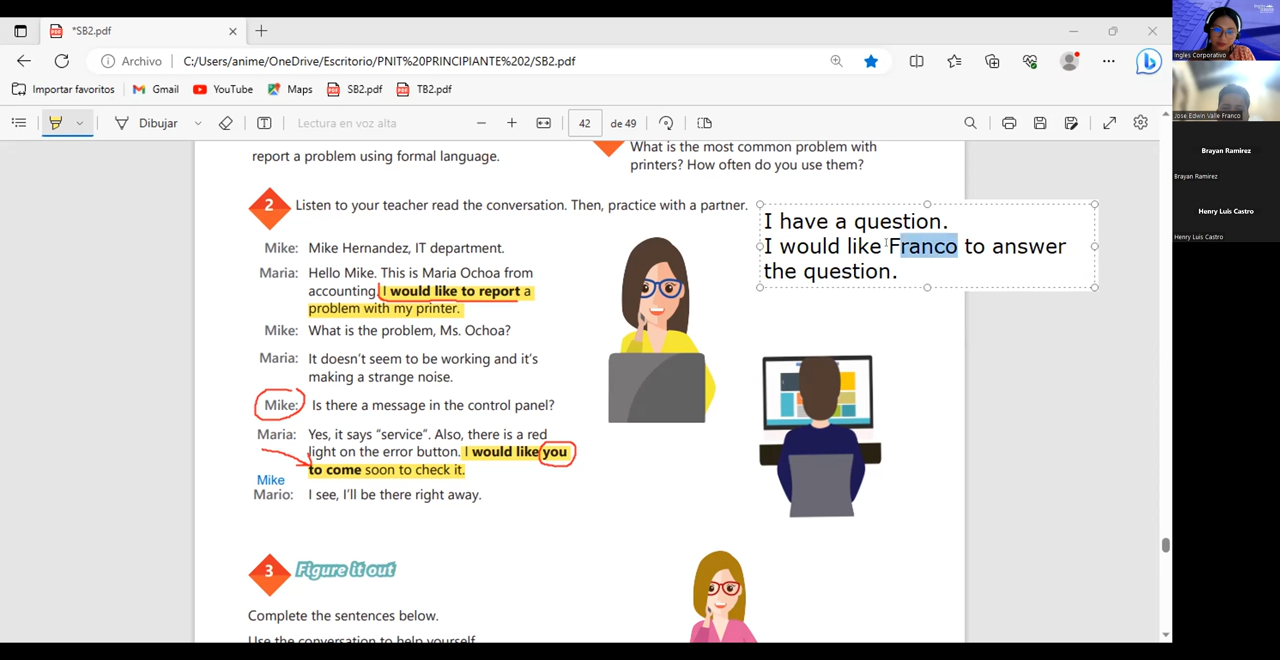 *SB2.pdf
Archivo
C:/Users/anime/OneDrive/Escritorio/PNIT%20PRINCIPIANTE%202/SB2.pdf
Importar favoritos
Gmail
YouTube
Maps
SB2.pdf
TB2.pdf
Dibujar
Lectura en voz alta
42
de 49
report a problem using formal language.
What is the most common problem with
printers? How often do you use them?
2
Listen to your teacher read the conversation. Then, practice with a partner.
I have a question.
I would like Franco to answer
the question.
Mike: Mike Hernandez, IT department.
Maria: Hello Mike. This is Maria Ochoa from
accounting. I would like to report a
problem with my printer.
Mike: What is the problem, Ms. Ochoa?
Maria: It doesn't seem to be working and it's
making a strange noise.
Mike: Is there a message in the control panel?
Maria: Yes, it says "service". Also, there is a red
light on the error button. I would like you
to come soon to check it.
Mike
Mario: I see, I'll be there right away.
3
Figure it out
Complete the sentences below.
Use the conversation to help yourself
Ingles Corporativo
Jose Edwin Valle Franco
Brayan Ramirez
Brayan Ramirez
Henry Luis Castro
Henry Luis Castro